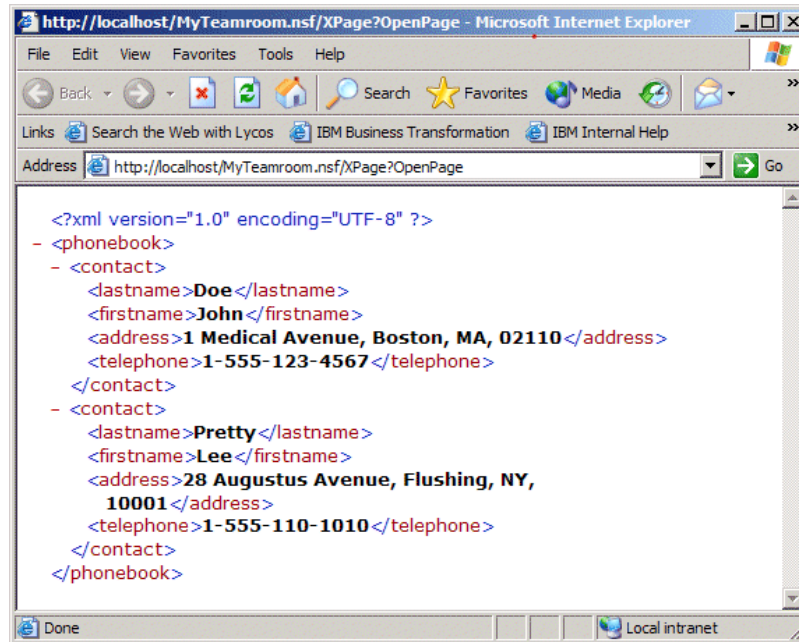 http://localhost/MyTeamroom.nsf/XPage?OpenPage - Microsoft Internet Explorer
File Edit View Favorites Tools Help
Back Search Favorites Media »
Links Search the Web with Lycos IBM Business Transformation IBM Internal Help »
Address http://localhost/MyTeamroom.nsf/XPage?OpenPage Go
<?xml version="1.0" encoding="UTF-8" ?>
- <phonebook>
- <contact>
<lastname>Doe</lastname>
<firstname>John</firstname>
<address>1 Medical Avenue, Boston, MA, 02110</address>
<telephone>1-555-123-4567</telephone>
</contact>
- <contact>
<lastname>Pretty</lastname>
<firstname>Lee</firstname>
<address>28 Augustus Avenue, Flushing, NY,
10001</address>
<telephone>1-555-110-1010</telephone>
</contact>
</phonebook>
Done Local intranet